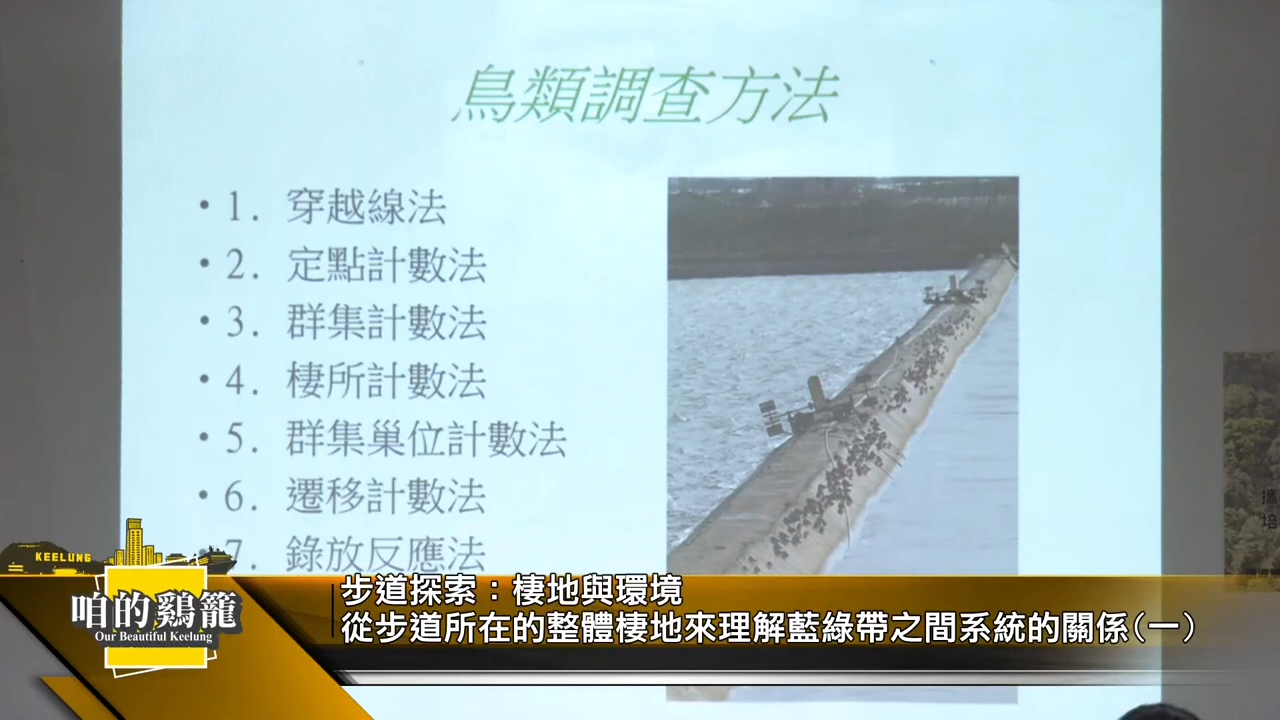 鳥類調查方法
• 1. 穿越線法
• 2. 定點計數法
• 3. 群集計數法
• 4. 棲所計數法
• 5. 群集巢位計數法
• 6. 遷移計數法
7. 錄放反應法
KEELUNG
咱的鷄籠
Our Beautiful Keelung
步道探索：棲地與環境
從步道所在的整體棲地來理解藍綠帶之間系統的關係(一)